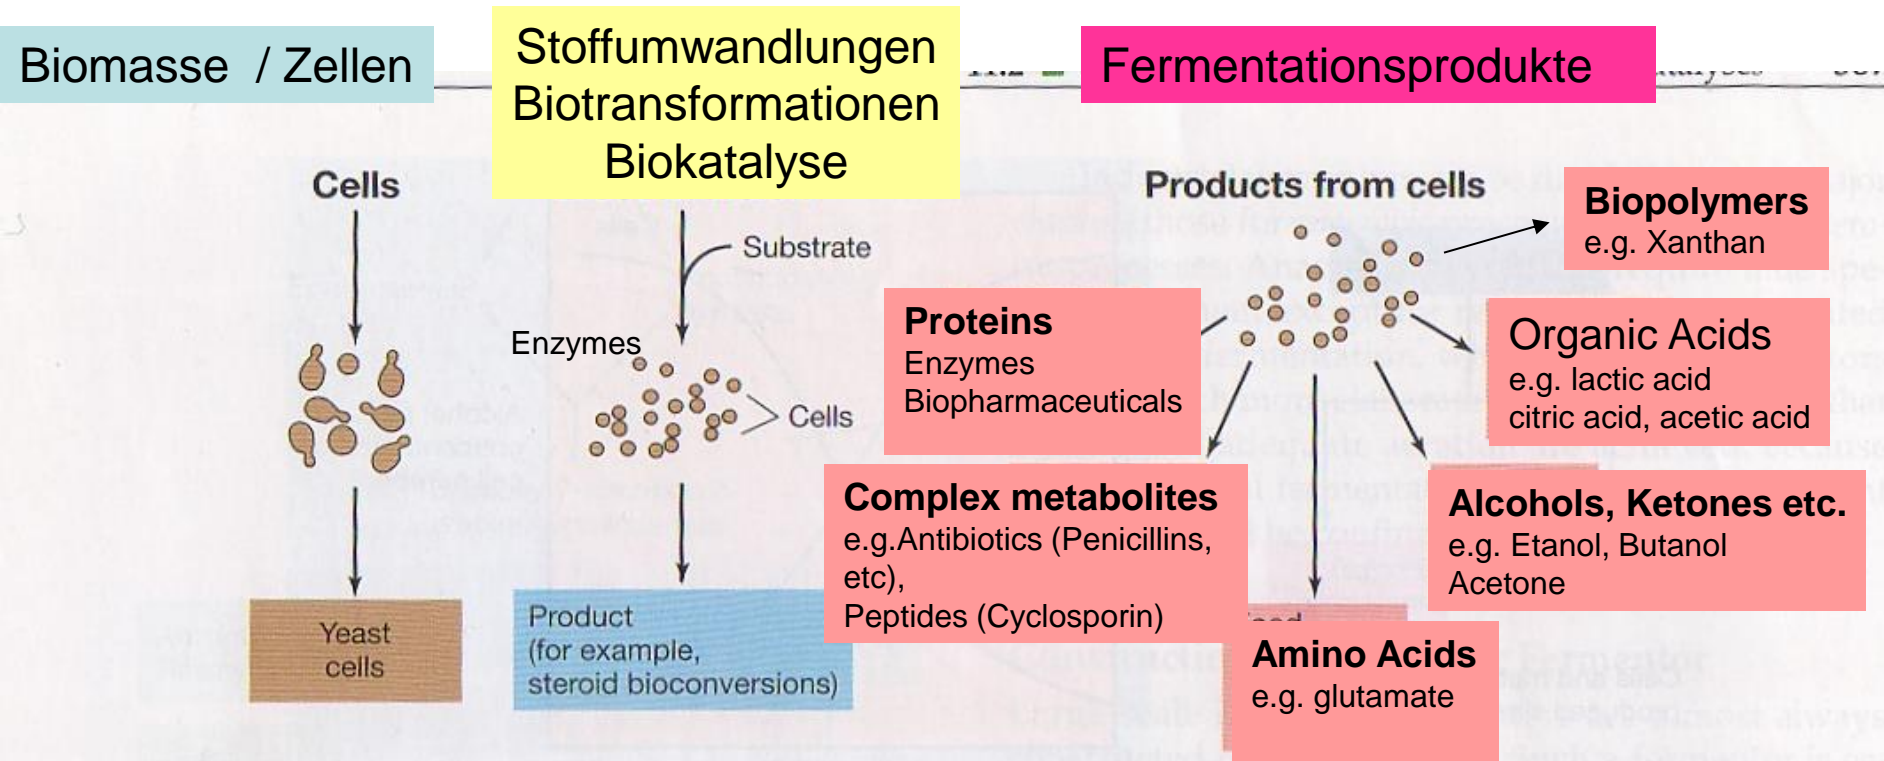 Biomasse / Zellen
Stoffumwandlungen
Biotransformationen
Biokatalyse
Fermentationsprodukte
11.2
Cells
Substrate
Enzymes
Cells
Yeast
cells
Product
(for example,
steroid bioconversions)
Products from cells
Biopolymers
e.g. Xanthan
Proteins
Enzymes
Biopharmaceuticals
Organic Acids
e.g. lactic acid
citric acid, acetic acid
Complex metabolites
e.g.Antibiotics (Penicillins,
etc),
Peptides (Cyclosporin)
Alcohols, Ketones etc.
e.g. Etanol, Butanol
Acetone
Amino Acids
e.g. glutamate